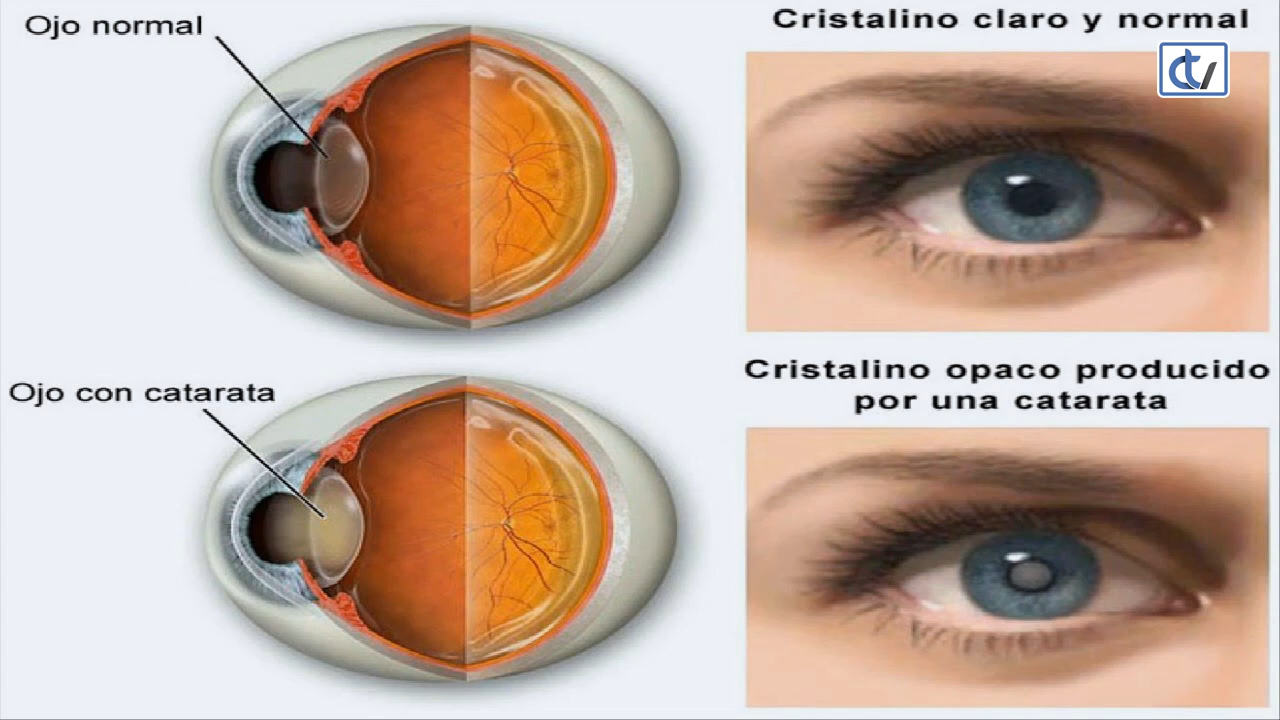 Ojo normal
Cristalino claro y normal
Ojo con catarata
Cristalino opaco producido
por una catarata